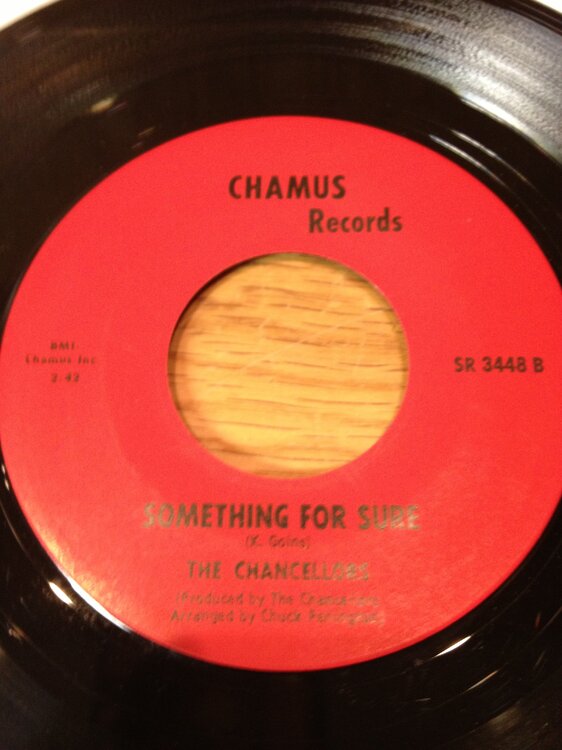 CHAMUS
Records
BMI
Chamus Inc
2:42
SR 3448 B
SOMETHING FOR SURE
(K. Goins)
THE CHANCELLORS
(Produced by The Chancellors
Arranged by Chuck